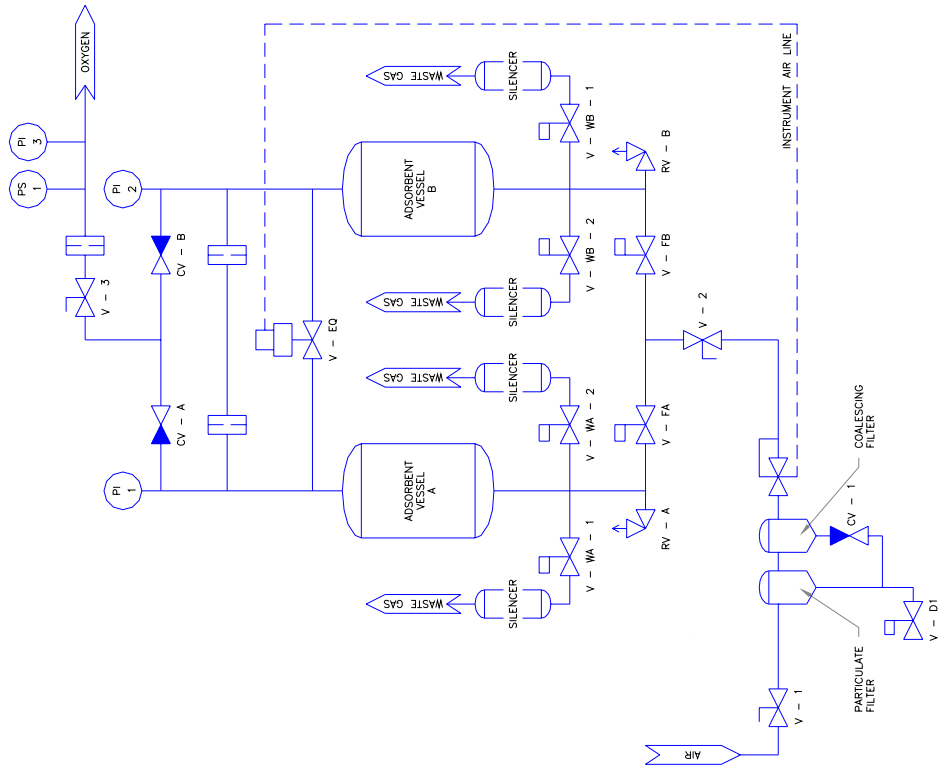 PS
1
PI
3
OXYGEN
V - 3
PI
1
PI
2
CV - A
CV - B
V - EQ
WASTE GAS
WASTE GAS
WASTE GAS
WASTE GAS
ADSORBENT
VESSEL
A
ADSORBENT
VESSEL
B
SILENCER
SILENCER
SILENCER
SILENCER
V - WA - 1
V - WA - 2
V - WB - 2
V - WB - 1
RV - A
V - FA
V - FB
RV - B
AIR
V - 2
INSTRUMENT AIR LINE
V - 1
CV - 1
PARTICULATE
FILTER
COALESCING
FILTER
V - D1